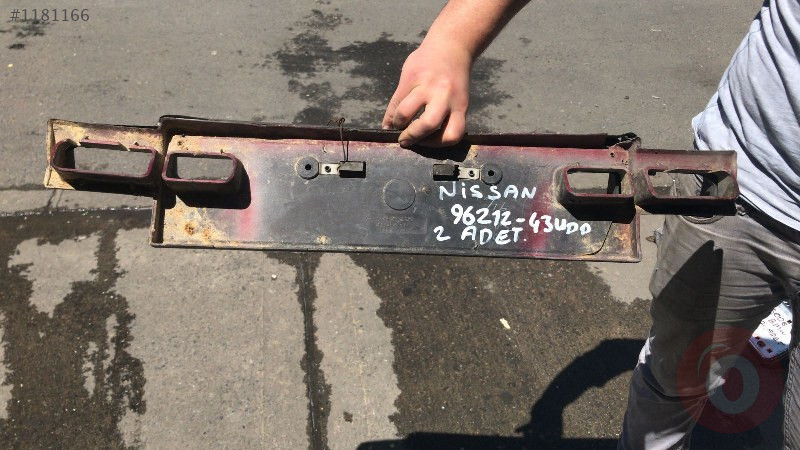 #1181166
NiSSAN
96212-43U00
2 ADET.